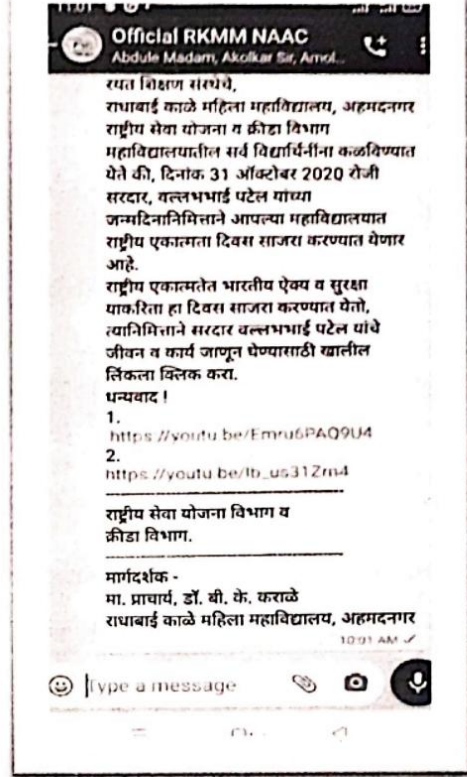 11:01
Official RKMM NAAC
Abdule Madam, Akolkar Sir, Amol...
रयत शिक्षण संस्थेचे,
राधाबाई काळे महिला महाविद्यालय, अहमदनगर
राष्ट्रीय सेवा योजना व क्रीडा विभाग
महाविद्यालयातील सर्व विद्यार्थिनींना कळविण्यात
येते की, दिनांक 31 ऑक्टोबर 2020 रोजी
सरदार, वल्लभभाई पटेल यांच्या
जन्मदिनानिमित्ताने आपल्या महाविद्यालयात
राष्ट्रीय एकात्मता दिवस साजरा करण्यात येणार
आहे.
राष्ट्रीय एकात्मतेत भारतीय ऐक्य व सुरक्षा
याकरिता हा दिवस साजरा करण्यात येतो,
त्यानिमित्ताने सरदार वल्लभभाई पटेल यांचे
जीवन व कार्य जाणून घेण्यासाठी खालील
लिंकला क्लिक करा.
धन्यवाद !
1.
https://youtu.be/Emru6PAQ9U4
2.
https://youtu.be/lb_us31Zm4
राष्ट्रीय सेवा योजना विभाग व
क्रीडा विभाग.
मार्गदर्शक -
मा. प्राचार्य, डॉ. बी. के. कराळे
राधाबाई काळे महिला महाविद्यालय, अहमदनगर
10:01 AM
Type a message